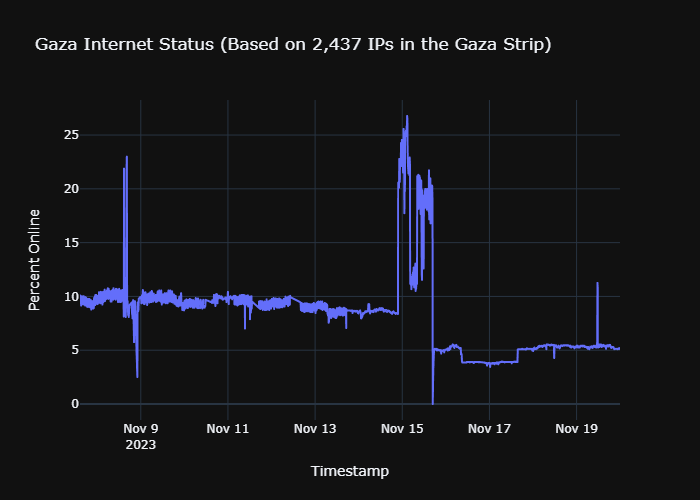 Gaza Internet Status (Based on 2,437 IPs in the Gaza Strip)
25
20
15
10
5
0
Percent Online
Nov 9
2023
Nov 11
Nov 13
Nov 15
Nov 17
Nov 19
Timestamp